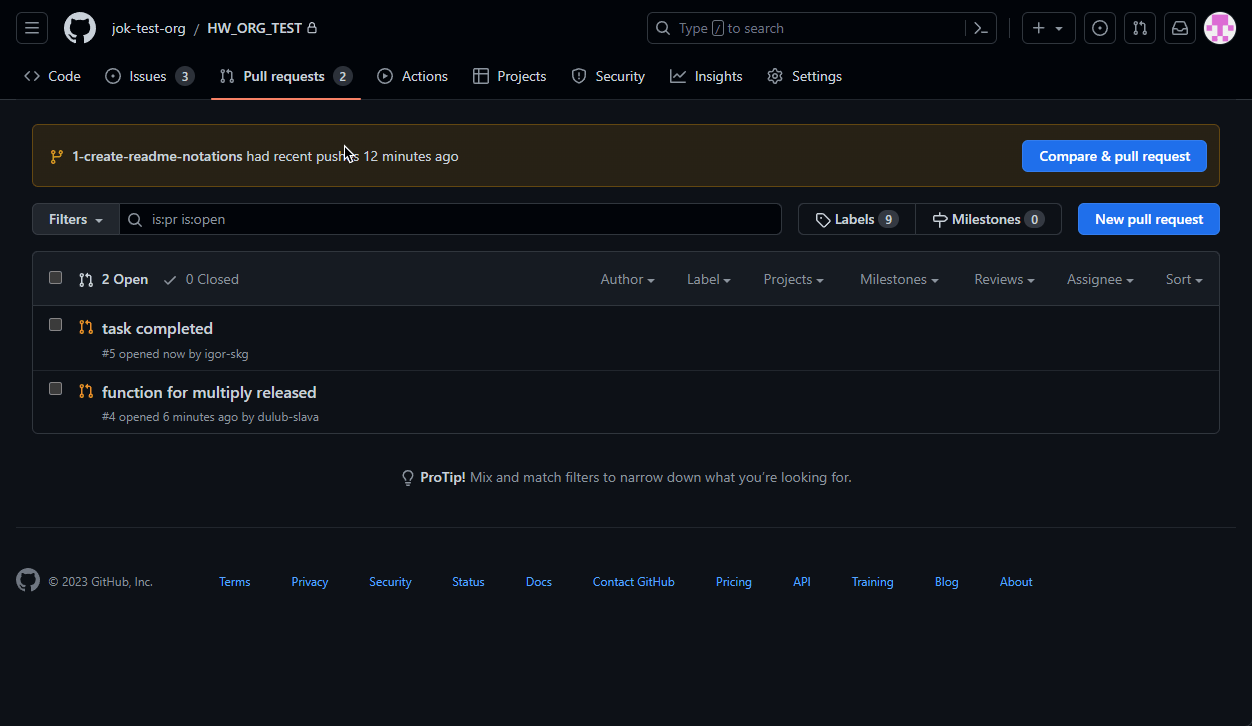 jok-test-org / HW_ORG_TEST Type / to search
Code Issues 3 Pull requests 2 Actions Projects Security Insights Settings
1-create-readme-notations had recent pushes 12 minutes ago Compare & pull request
Filters is:pr is:open Labels 9 Milestones 0 New pull request
2 Open 0 Closed Author Label Projects Milestones Reviews Assignee Sort
task completed
#5 opened now by igor-skg
function for multiply released
#4 opened 6 minutes ago by dulub-slava
ProTip! Mix and match filters to narrow down what you're looking for.
© 2023 GitHub, Inc. Terms Privacy Security Status Docs Contact GitHub Pricing API Training Blog About